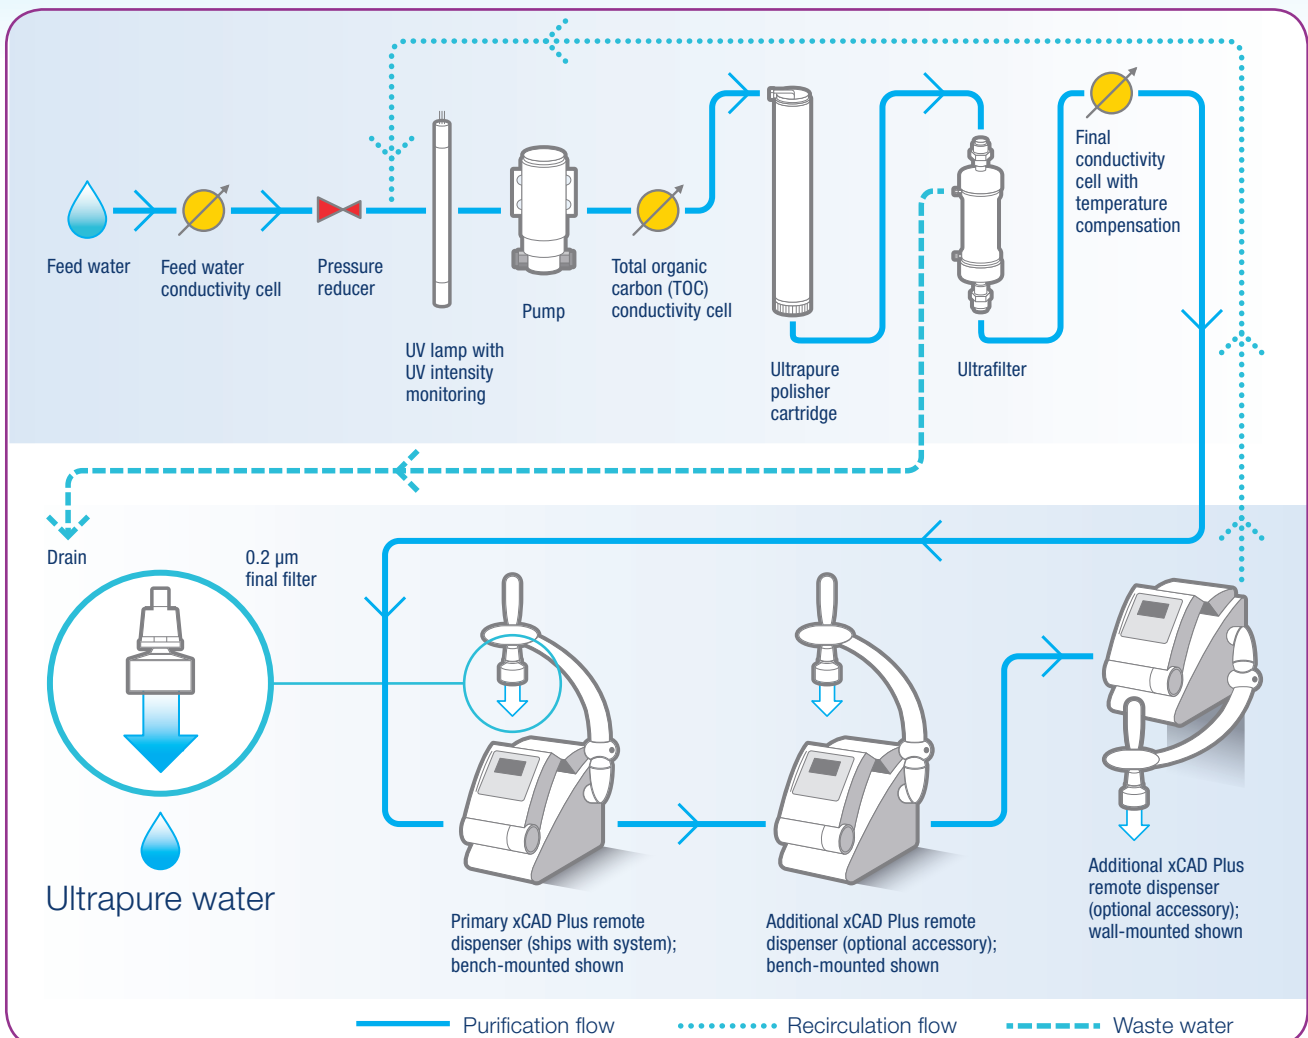 Feed water
Feed water
conductivity cell
Pressure
reducer
UV lamp with
UV intensity
monitoring
Pump
Total organic
carbon (TOC)
conductivity cell
Ultrapure
polisher
cartridge
Ultrafilter
Final
conductivity
cell with
temperature
compensation
Drain
0.2 µm
final filter
Ultrapure water
Primary xCAD Plus remote
dispenser (ships with system);
bench-mounted shown
Additional xCAD Plus remote
dispenser (optional accessory);
bench-mounted shown
Additional xCAD Plus
remote dispenser
(optional accessory);
wall-mounted shown
Purification flow
Recirculation flow
Waste water